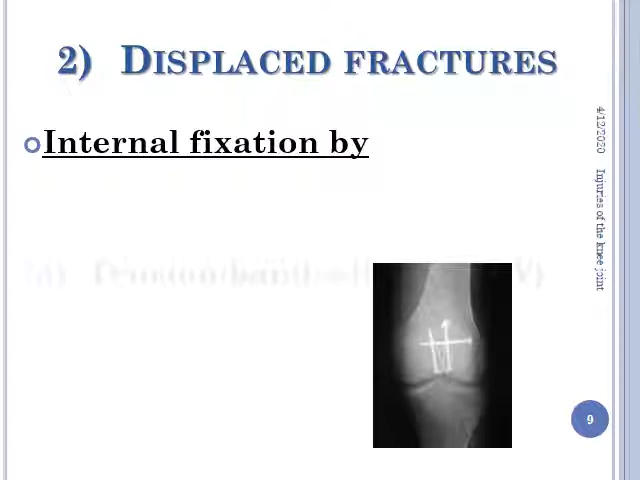 2) DISPLACED FRACTURES
Internal fixation by
4/12/2020
Injuries of the knee joint
9